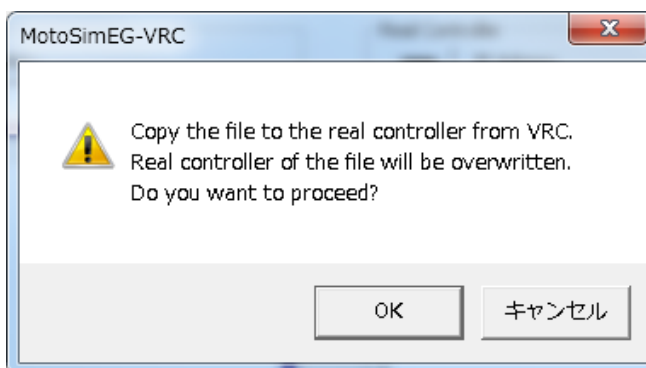 MotoSimEG-VRC
Copy the file to the real controller from VRC.
Real controller of the file will be overwritten.
Do you want to proceed?
OK
キャンセル